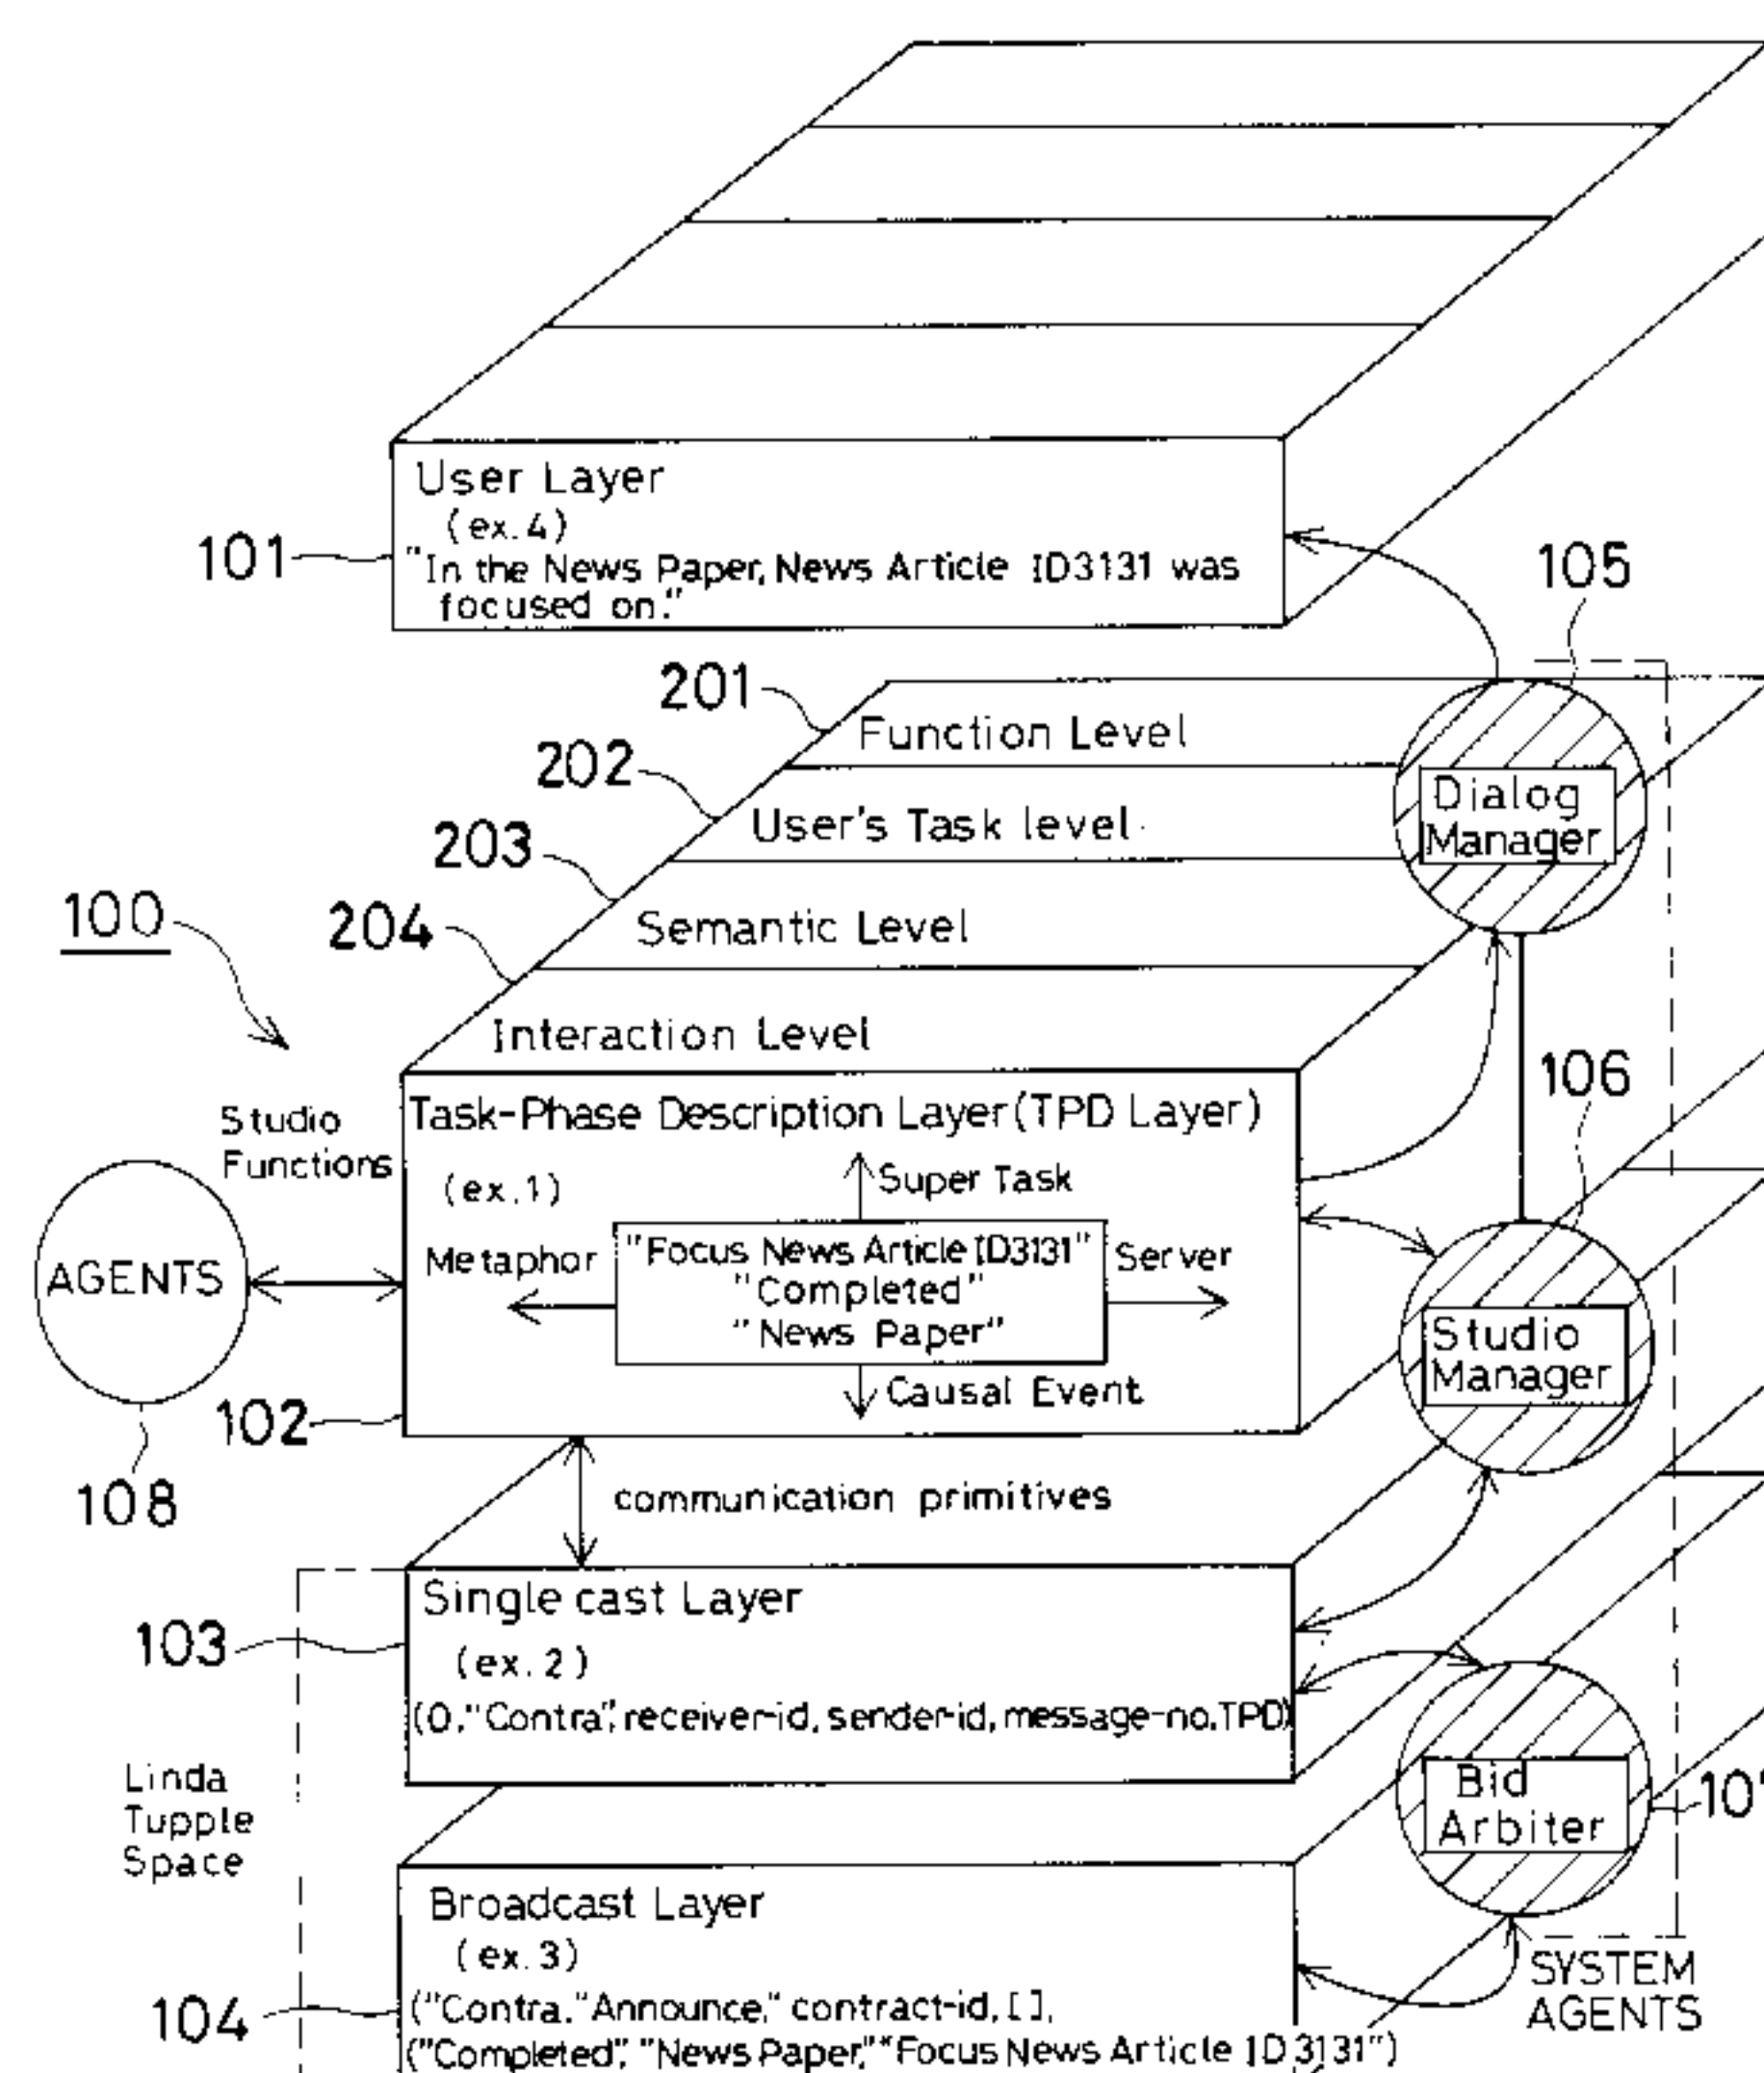 User Layer
(ex.4)
101
"In the News Paper, News Article ID3131 was
focused on."
105
201
Function Level
202
User's Task level
Dialog
Manager
203
Semantic Level
100
204
Interaction Level
106
Task-Phase Description Layer(TPD Layer)
Studio
Functions
(ex.1)
Super Task
AGENTS
Metaphor
"Focus News Article ID3131"
"Completed"
"News Paper"
Server
Studio
Manager
Causal Event
102
108
communication primitives
Single cast Layer
103
(ex.2)
(0,"Contra", receiver-id, sender-id, message-no,TPD)
Linda
Tupple
Space
Bid
Arbiter
Broadcast Layer
(ex.3)
SYSTEM
AGENTS
104
("Contra,"Announce," contract-id, [ ],
("Completed", "News Paper,""Focus News Article ID3131")